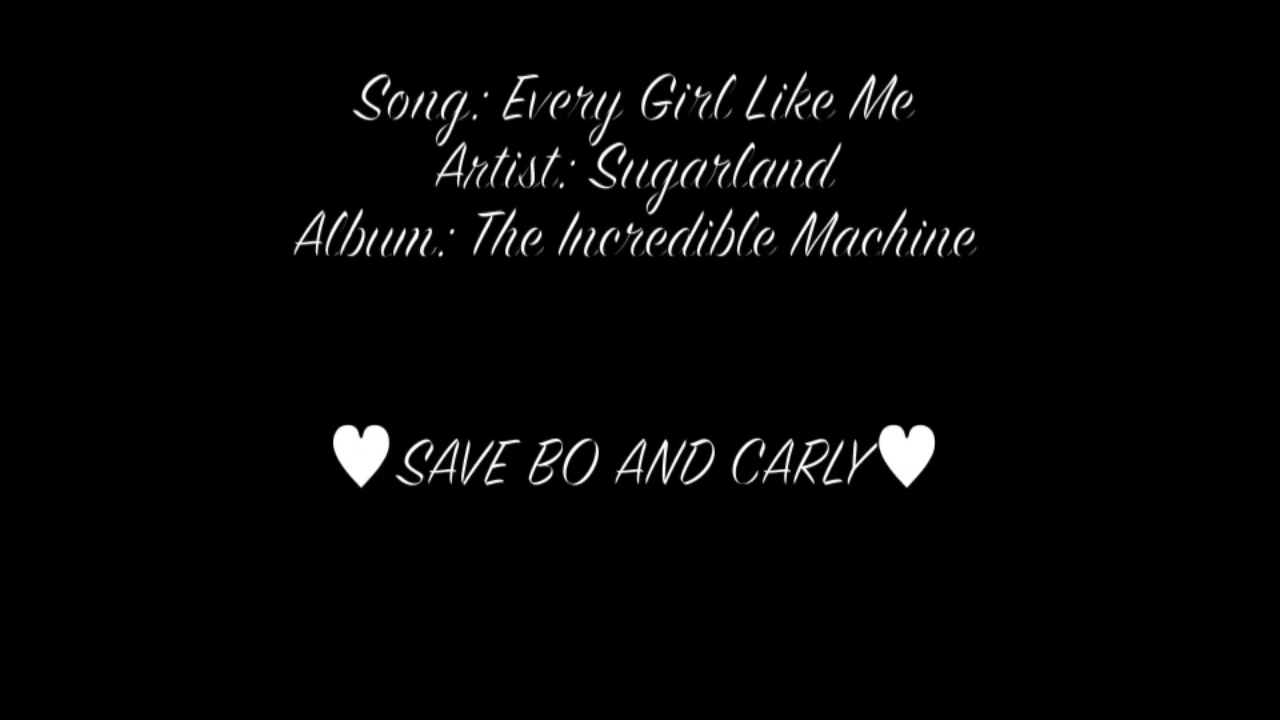 Song: Every Girl Like Me
Artist: Sugarland
Album: The Incredible Machine
♥SAVE BO AND CARLY♥